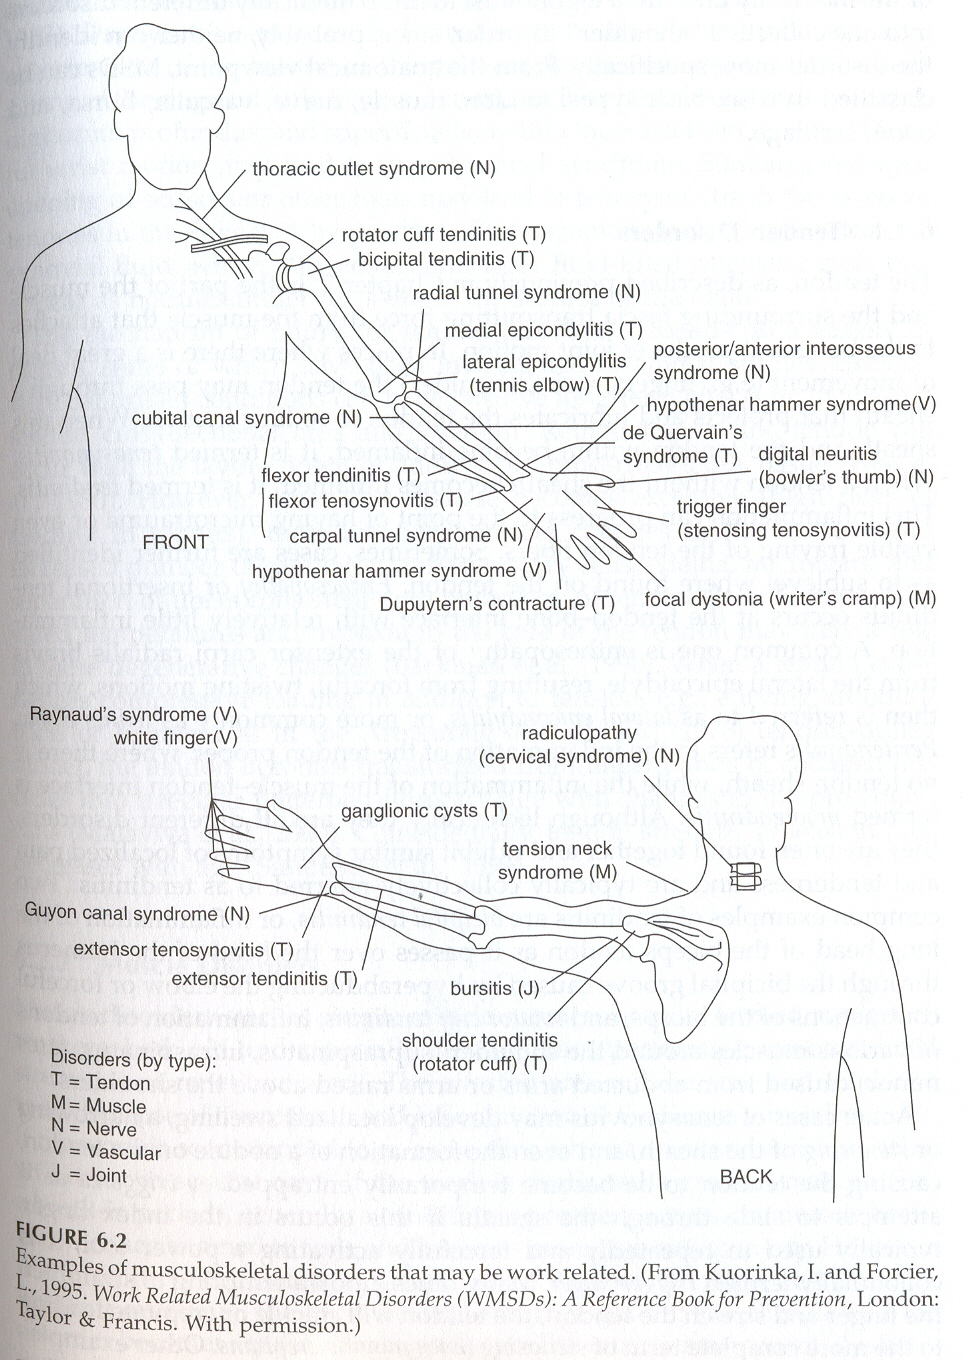 thoracic outlet syndrome (N)
rotator cuff tendinitis (T)
bicipital tendinitis (T)
radial tunnel syndrome (N)
medial epicondylitis (T)
lateral epicondylitis
(tennis elbow) (T)
posterior/anterior interosseous
syndrome (N)
hypothenar hammer syndrome(V)
cubital canal syndrome (N)
de Quervain's
syndrome (T)
digital neuritis
(bowler's thumb) (N)
flexor tendinitis (T)
flexor tenosynovitis (T)
trigger finger
(stenosing tenosynovitis) (T)
carpal tunnel syndrome (N)
FRONT
hypothenar hammer syndrome (V)
Dupuytern's contracture (T)
focal dystonia (writer's cramp) (M)
Raynaud's syndrome (V)
white finger(V)
radiculopathy
(cervical syndrome) (N)
ganglionic cysts (T)
tension neck
syndrome (M)
Guyon canal syndrome (N)
extensor tenosynovitis (T)
extensor tendinitis (T)
bursitis (J)
shoulder tendinitis
(rotator cuff) (T)
Disorders (by type):
T = Tendon
M = Muscle
N = Nerve
V = Vascular
J = Joint
BACK
FIGURE 6.2
Examples of musculoskeletal disorders that may be work related. (From Kuorinka, I. and Forcier,
L., 1995. Work Related Musculoskeletal Disorders (WMSDs): A Reference Book for Prevention, London:
Taylor & Francis. With permission.)